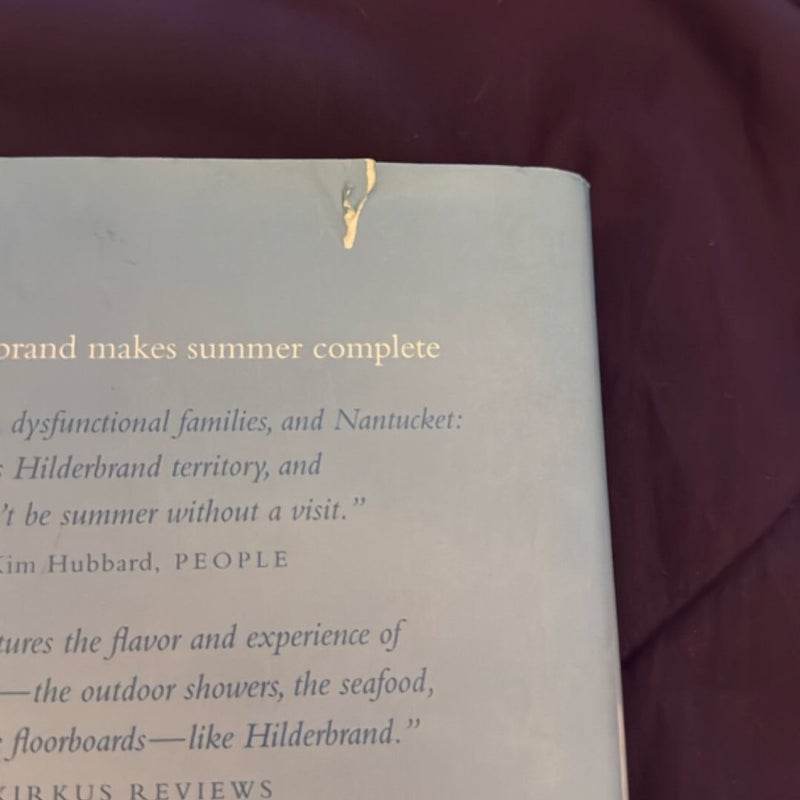 brand makes summer complete
dysfunctional families, and Nantucket:
s Hilderbrand territory, and
't be summer without a visit.”
Kim Hubbard, PEOPLE
tures the flavor and experience of
—the outdoor showers, the seafood,
floorboards—like Hilderbrand.”
KIRKUS REVIEWS